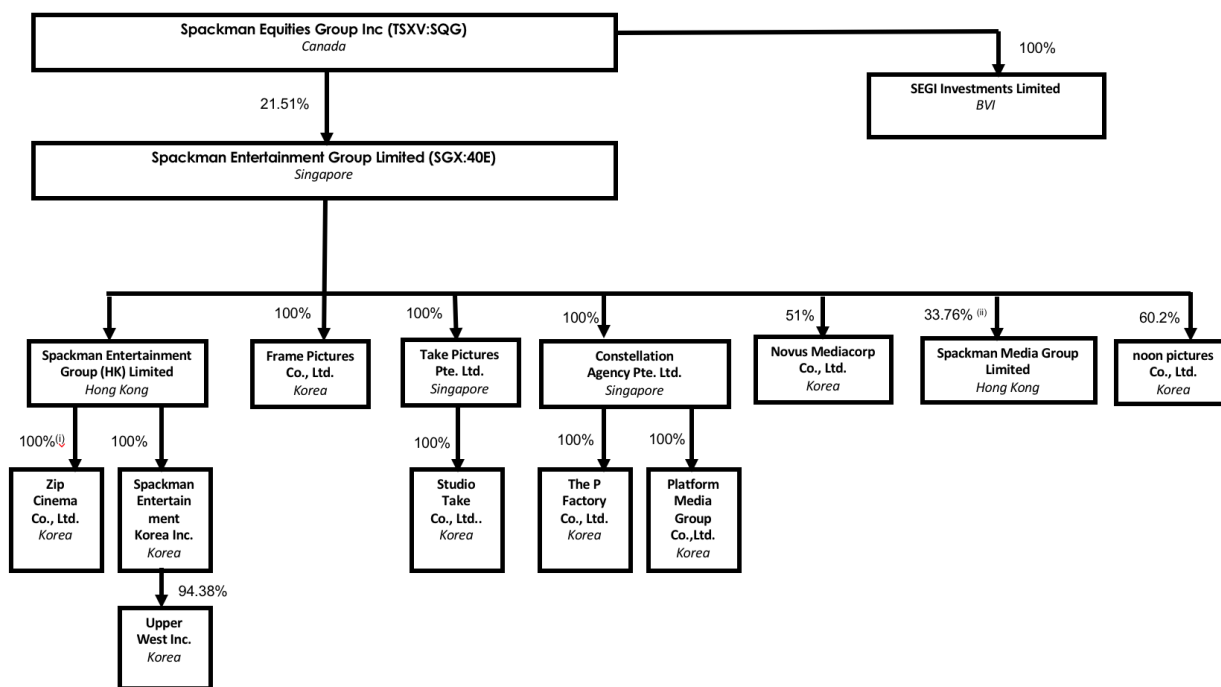 Spackman Equities Group Inc (TSXV:SQG)
Canada
100%
SEGI Investments Limited
BVI
21.51%
Spackman Entertainment Group Limited (SGX:40E)
Singapore
100%
100%
100%
51%
33.76% (ii)
60.2%
Spackman Entertainment
Group (HK) Limited
Hong Kong
Frame Pictures
Co., Ltd.
Korea
Take Pictures
Pte. Ltd.
Singapore
Constellation
Agency Pte. Ltd.
Singapore
Novus Mediacorp
Co., Ltd.
Korea
Spackman Media Group
Limited
Hong Kong
noon pictures
Co., Ltd.
Korea
100%(i)
100%
100%
100%
100%
Zip
Cinema
Co., Ltd.
Korea
Spackman
Entertain
ment
Korea Inc.
Korea
Studio
Take
Co., Ltd..
Korea
The P
Factory
Co., Ltd.
Korea
Platform
Media
Group
Co.,Ltd.
Korea
94.38%
Upper
West Inc.
Korea